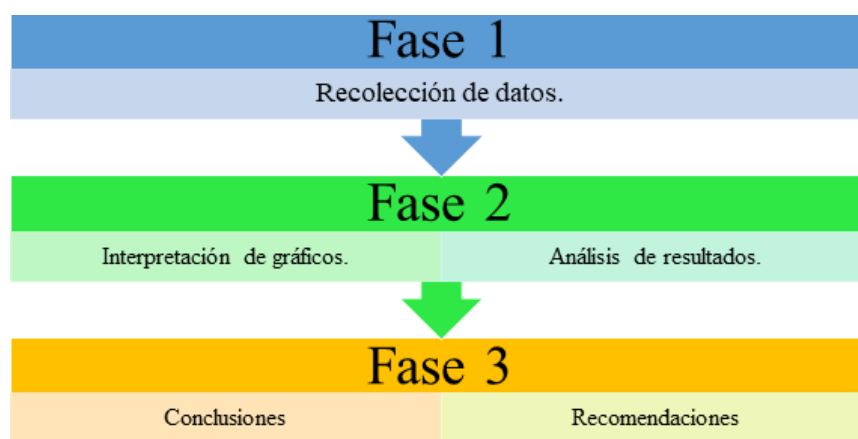 Fase 1
Recolección de datos.
Fase 2
Interpretación de gráficos.
Análisis de resultados.
Fase 3
Conclusiones
Recomendaciones